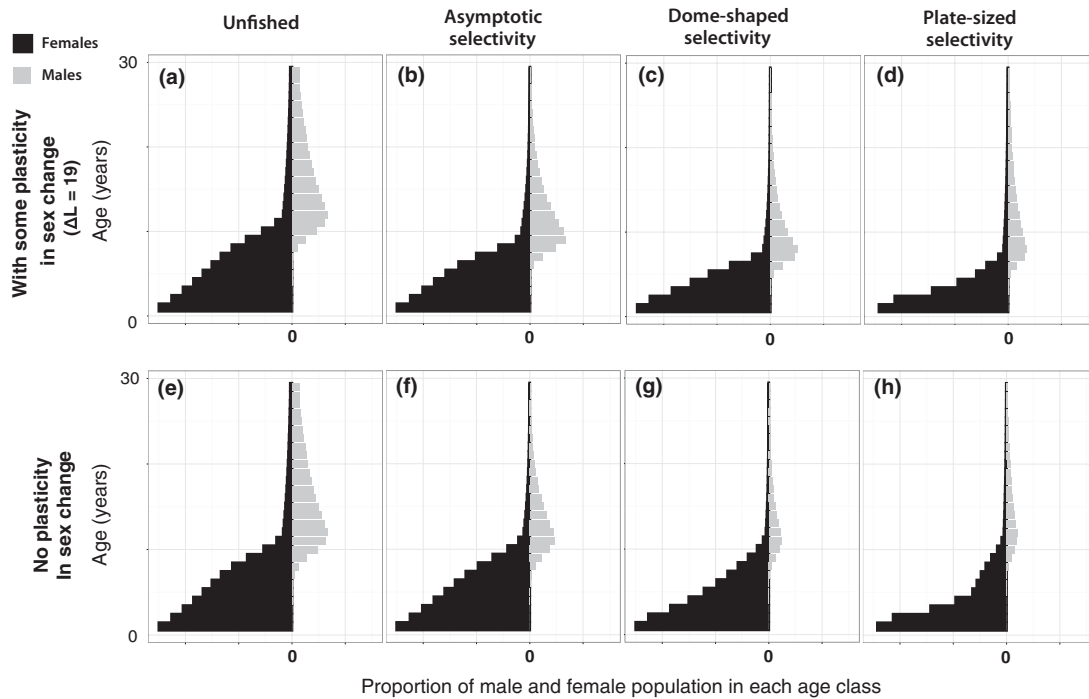 Unfished
Asymptotic
selectivity
Dome-shaped
selectivity
Plate-sized
selectivity
Females
Males
With some plasticity
in sex change
(ΔL = 19)
Age (years)
30
0
(a)
0
(b)
0
(c)
0
(d)
0
No plasticity
In sex change
Age (years)
30
0
(e)
0
(f)
0
(g)
0
(h)
0
Proportion of male and female population in each age class